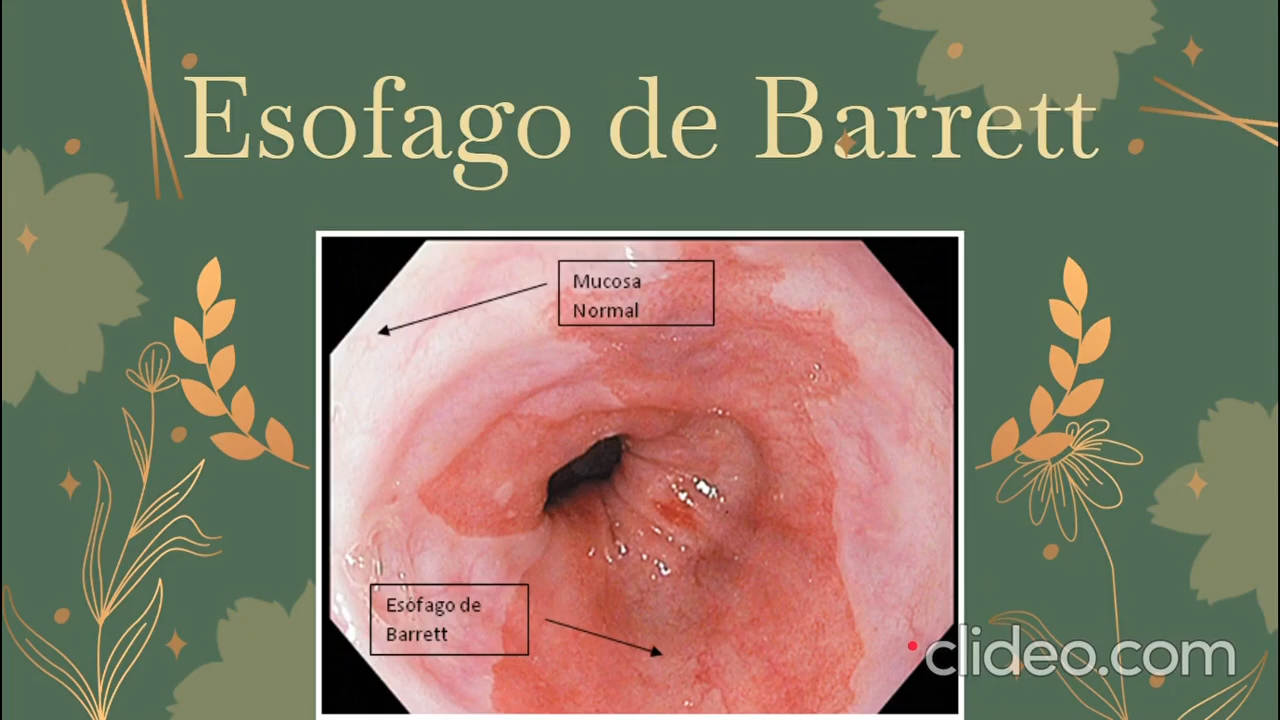 Esofago de Barrett
Mucosa
Normal
Esófago de
Barrett
clideo.com